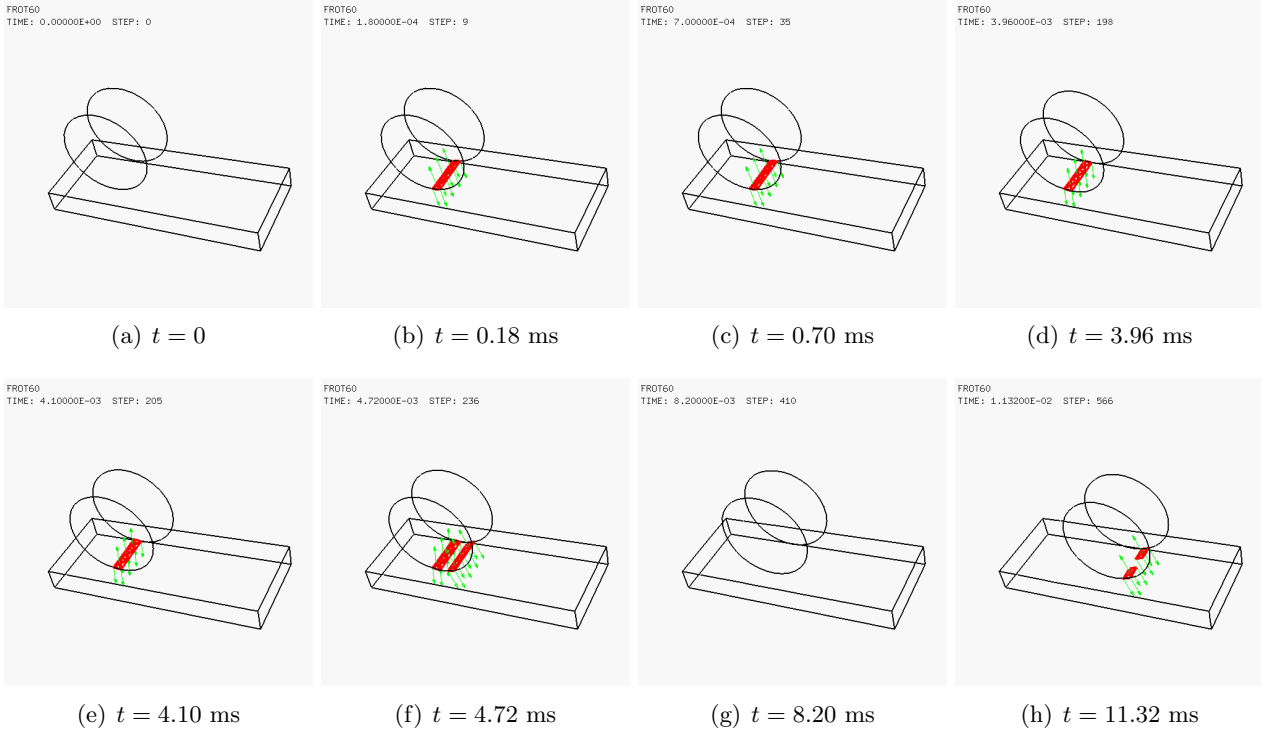 FROT60
TIME: 0.00000E+00 STEP: 0
FROT60
TIME: 1.80000E-04 STEP: 9
FROT60
TIME: 7.00000E-04 STEP: 35
FROT60
TIME: 3.96000E-03 STEP: 198
(a) t = 0
(b) t = 0.18 ms
(c) t = 0.70 ms
(d) t = 3.96 ms
FROT60
TIME: 4.10000E-03 STEP: 205
FROT60
TIME: 4.72000E-03 STEP: 236
FROT60
TIME: 8.20000E-03 STEP: 410
FROT60
TIME: 1.13200E-02 STEP: 566
(e) t = 4.10 ms
(f) t = 4.72 ms
(g) t = 8.20 ms
(h) t = 11.32 ms